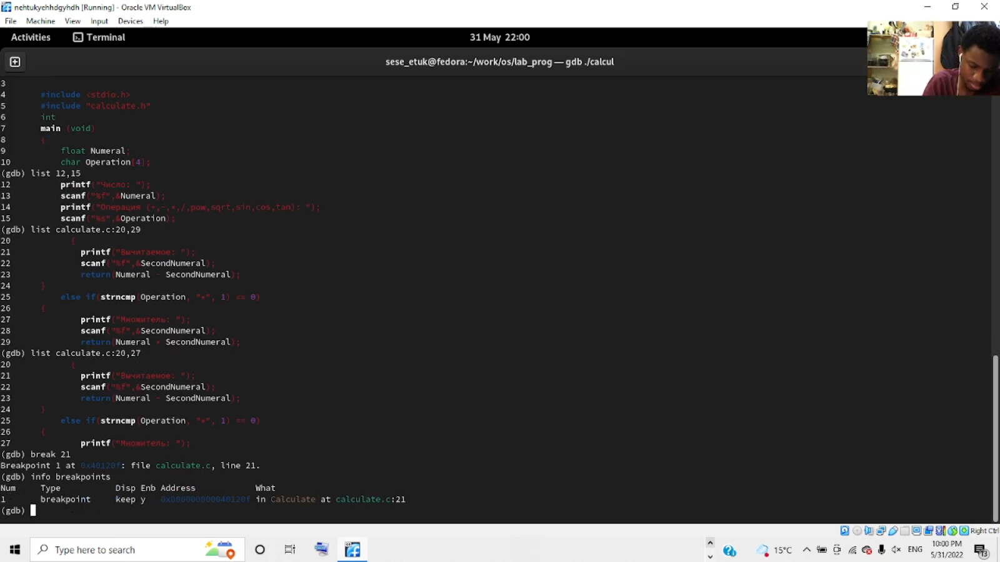 nehtukyehhdgyhdh [Running] - Oracle VM VirtualBox
File Machine View Input Devices Help
Activities Terminal 31 May 22:00
sese_etuk@fedora:~/work/os/lab_prog — gdb ./calcul
3
4 #include <stdio.h>
5 #include "calculate.h"
6 int
7 main (void)
8 {
9 float Numeral;
10 char Operation[4];
(gdb) list 12,15
12 printf("Число: ");
13 scanf("%f",&Numeral);
14 printf("Операция (+,-,*,/,pow,sqrt,sin,cos,tan): ");
15 scanf("%s",&Operation);
(gdb) list calculate.c:20,29
20 {
21 printf("Вычитаемое: ");
22 scanf("%f",&SecondNumeral);
23 return(Numeral - SecondNumeral);
24 }
25 else if(strncmp(Operation, "*", 1) == 0)
26 {
27 printf("Множитель: ");
28 scanf("%f",&SecondNumeral);
29 return(Numeral * SecondNumeral);
(gdb) list calculate.c:20,27
20 {
21 printf("Вычитаемое: ");
22 scanf("%f",&SecondNumeral);
23 return(Numeral - SecondNumeral);
24 }
25 else if(strncmp(Operation, "*", 1) == 0)
26 {
27 printf("Множитель: ");
(gdb) break 21
Breakpoint 1 at 0x40120f: file calculate.c, line 21.
(gdb) info breakpoints
Num Type Disp Enb Address What
1 breakpoint keep y 0x000000000040120f in Calculate at calculate.c:21
(gdb)
Right Ctrl
Type here to search 15°C ENG 10:00 PM
5/31/2022
13